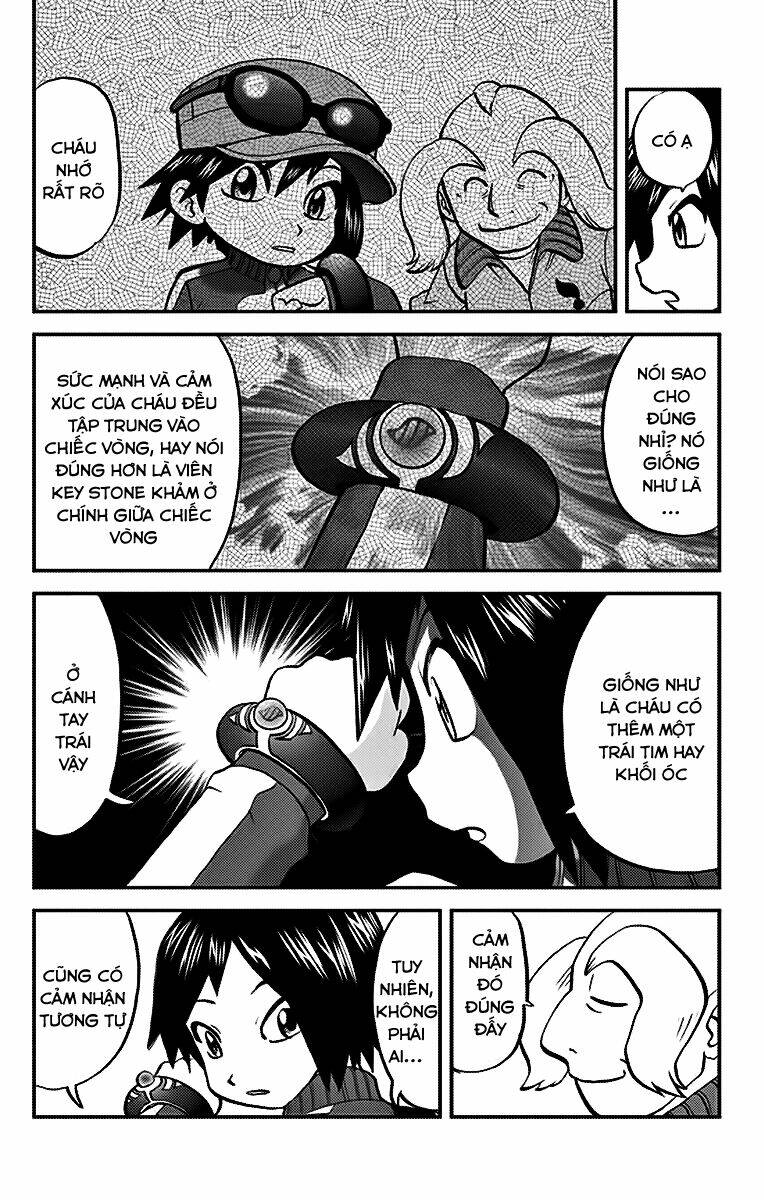 CÓ Ạ
CHÁU
NHỚ
RẤT RÕ
NÓI SAO
CHO
ĐÚNG
NHỈ? NÓ
GIỐNG
NHƯ LÀ
...
SỨC MẠNH VÀ CẢM
XÚC CỦA CHÁU ĐỀU
TẬP TRUNG VÀO
CHIẾC VÒNG, HAY NÓI
ĐÚNG HƠN LÀ VIÊN
KEY STONE KHẢM Ở
CHÍNH GIỮA CHIẾC
VÒNG
GIỐNG NHƯ
LÀ CHÁU CÓ
THÊM MỘT
TRÁI TIM HAY
KHỐI ÓC
Ở
CÁNH
TAY
TRÁI
VẬY
CẢM
NHẬN
ĐÓ
ĐÚNG
ĐẤY
TUY
NHIÊN,
KHÔNG
PHẢI
AI...
CŨNG CÓ
CẢM NHẬN
TƯƠNG TỰ